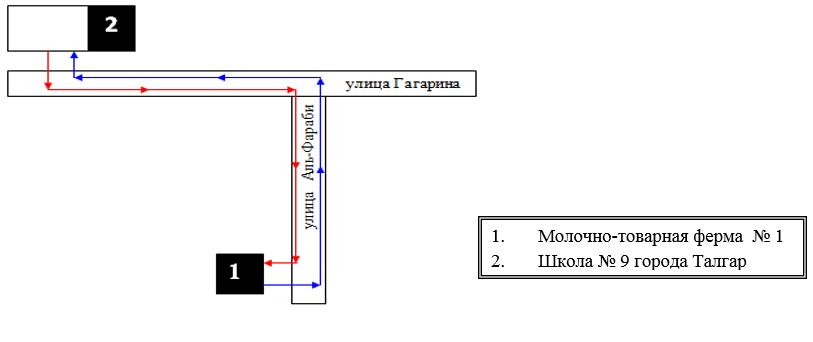 2
улица Гагарина
улица Аль-Фараби
1
1. Молочно-товарная ферма № 1
2. Школа № 9 города Талгар